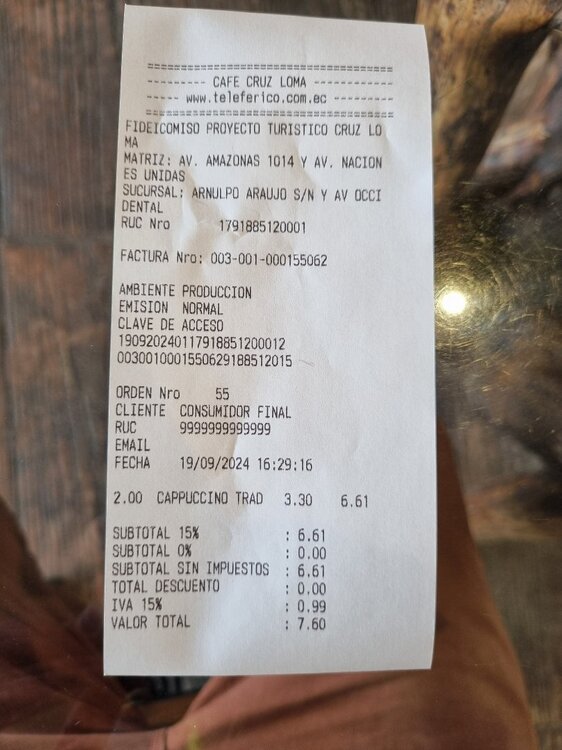 ==========================================
--------- CAFE CRUZ LOMA ------------
----- www.teleferico.com.ec --------
==========================================
FIDEICOMISO PROYECTO TURISTICO CRUZ LO
MA
MATRIZ: AV. AMAZONAS 1014 Y AV. NACION
ES UNIDAS
SUCURSAL: ARNULPO ARAUJO S/N Y AV OCCI
DENTAL
RUC Nro 1791885120001
FACTURA Nro: 003-001-000155062
AMBIENTE PRODUCCION
EMISION NORMAL
CLAVE DE ACCESO
190920240117918851200012
0030010001550629188512015
ORDEN Nro 55
CLIENTE CONSUMIDOR FINAL
RUC 9999999999999
EMAIL
FECHA 19/09/2024 16:29:16
2.00 CAPPUCCINO TRAD 3.30 6.61
SUBTOTAL 15% : 6.61
SUBTOTAL 0% : 0.00
SUBTOTAL SIN IMPUESTOS : 6.61
TOTAL DESCUENTO : 0.00
IVA 15% : 0.99
VALOR TOTAL : 7.60